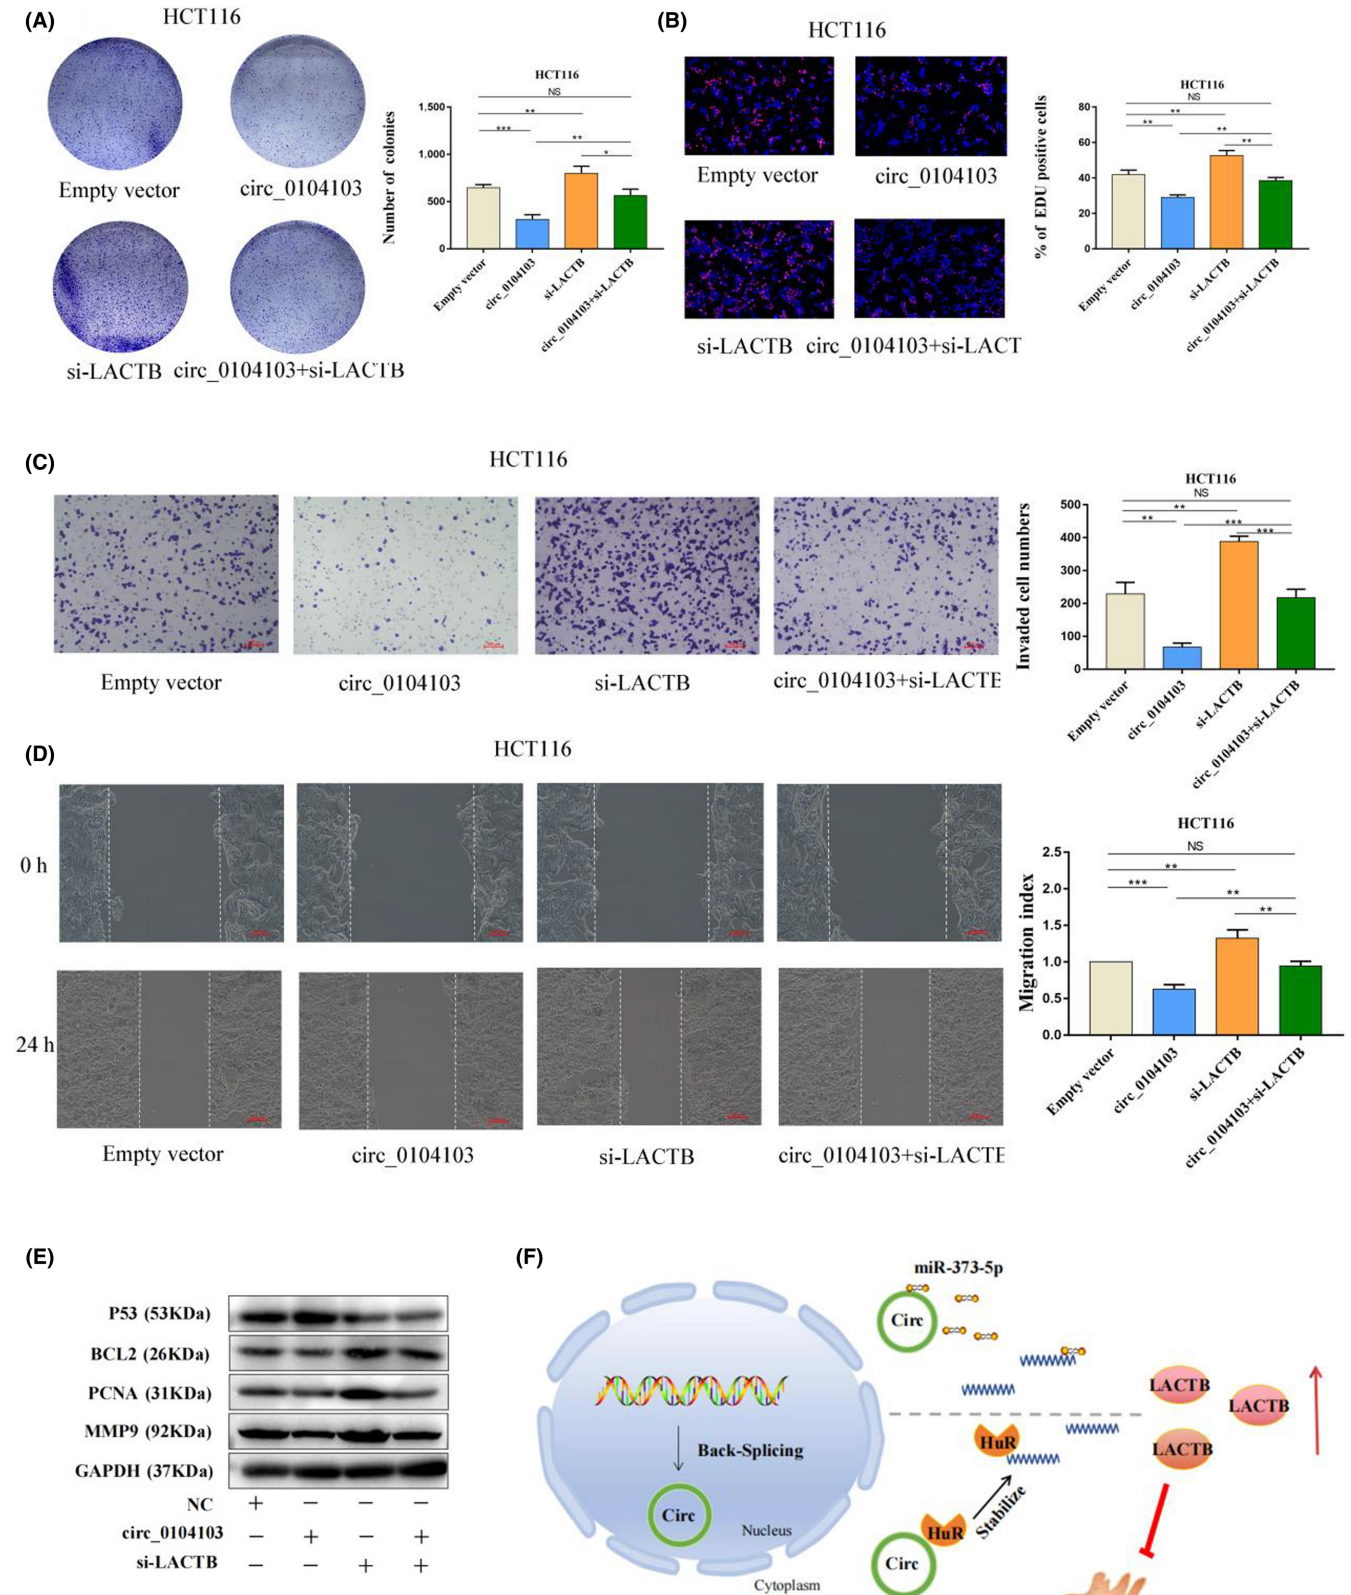 (A)
HCT116
Empty vector
circ_0104103
si-LACTB
circ_0104103+si-LACTB
HCT116
NS
**
***
**
*
Number of colonies
1,500
1,000
500
0
Empty vector
circ_0104103
si-LACTB
circ_0104103+si-LACTB
(B)
HCT116
Empty vector
circ_0104103
si-LACTB
circ_0104103+si-LACT
HCT116
NS
**
**
**
**
% of EDU positive cells
80
60
40
20
0
Empty vector
circ_0104103
si-LACTB
circ_0104103+si-LACTB
(C)
HCT116
Empty vector
circ_0104103
si-LACTB
circ_0104103+si-LACTE
HCT116
NS
**
**
***
***
Invaded cell numbers
500
400
300
200
100
0
Empty vector
circ_0104103
si-LACTB
circ_0104103+si-LACTB
(D)
HCT116
0 h
24 h
Empty vector
circ_0104103
si-LACTB
circ_0104103+si-LACTE
HCT116
NS
**
***
**
**
Migration index
2.5
2.0
1.5
1.0
0.5
0.0
Empty vector
circ_0104103
si-LACTB
circ_0104103+si-LACTB
(E)
P53 (53KDa)
BCL2 (26KDa)
PCNA (31KDa)
MMP9 (92KDa)
GAPDH (37KDa)
NC + − − −
circ_0104103 − + − +
si-LACTB − − + +
(F)
miR-373-5p
Circ
LACTB
LACTB
LACTB
HuR
Back-Splicing
Stabilize
Circ
HuR
Nucleus
Circ
Cytoplasm